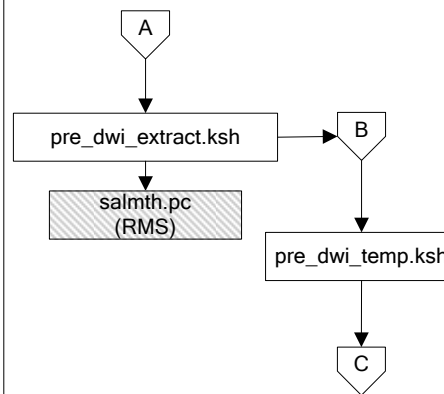 A
pre_dwi_extract.ksh
B
salmth.pc
(RMS)
pre_dwi_temp.ksh
C